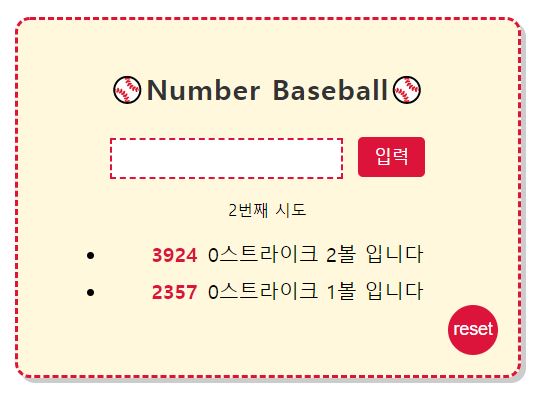 Number Baseball
입력
2번째 시도
3924 0스트라이크 2볼 입니다
2357 0스트라이크 1볼 입니다
reset